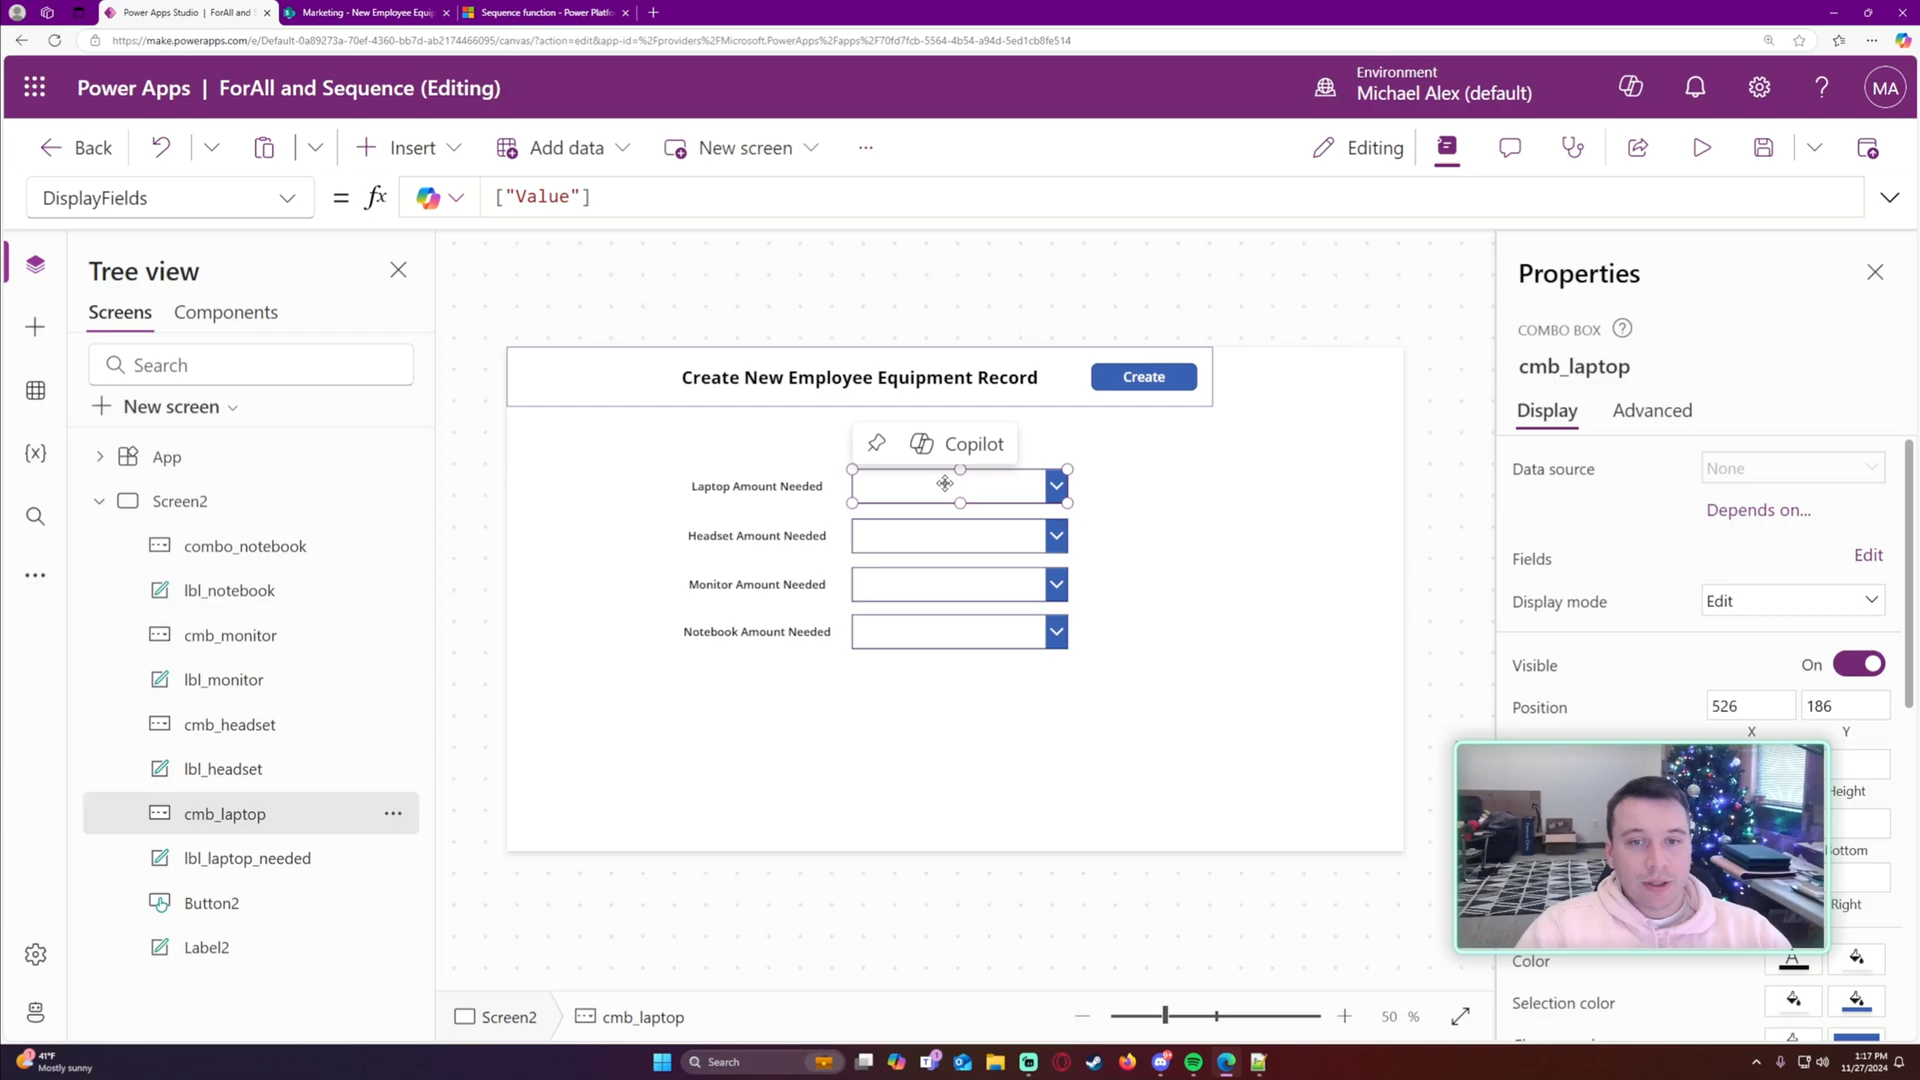 Power Apps Studio | ForAll and S
Marketing - New Employee Equip
Sequence function - Power Platfo
https://make.powerapps.com/e/Default-0a89273a-70ef-4360-bb7d-ab2174466095/canvas/?action=edit&app-id=%2Fproviders%2FMicrosoft.PowerApps%2Fapps%2F70fd7fcb-5564-4b54-a94d-5ed1cb8fe514
Power Apps | ForAll and Sequence (Editing)
Environment
Michael Alex (default)
MA
Back
Insert
Add data
New screen
Editing
DisplayFields
= fx
["Value"]
Tree view
Screens
Components
Search
New screen
App
Screen2
combo_notebook
lbl_notebook
cmb_monitor
lbl_monitor
cmb_headset
lbl_headset
cmb_laptop
lbl_laptop_needed
Button2
Label2
Create New Employee Equipment Record
Create
Copilot
Laptop Amount Needed
Headset Amount Needed
Monitor Amount Needed
Notebook Amount Needed
Properties
COMBO BOX
cmb_laptop
Display
Advanced
Data source
None
Depends on...
Fields
Edit
Display mode
Edit
Visible
On
Position
526
186
X
Y
Height
Bottom
Right
Color
Selection color
Screen2
cmb_laptop
50 %
41°F
Mostly sunny
Search
1:17 PM
11/27/2024